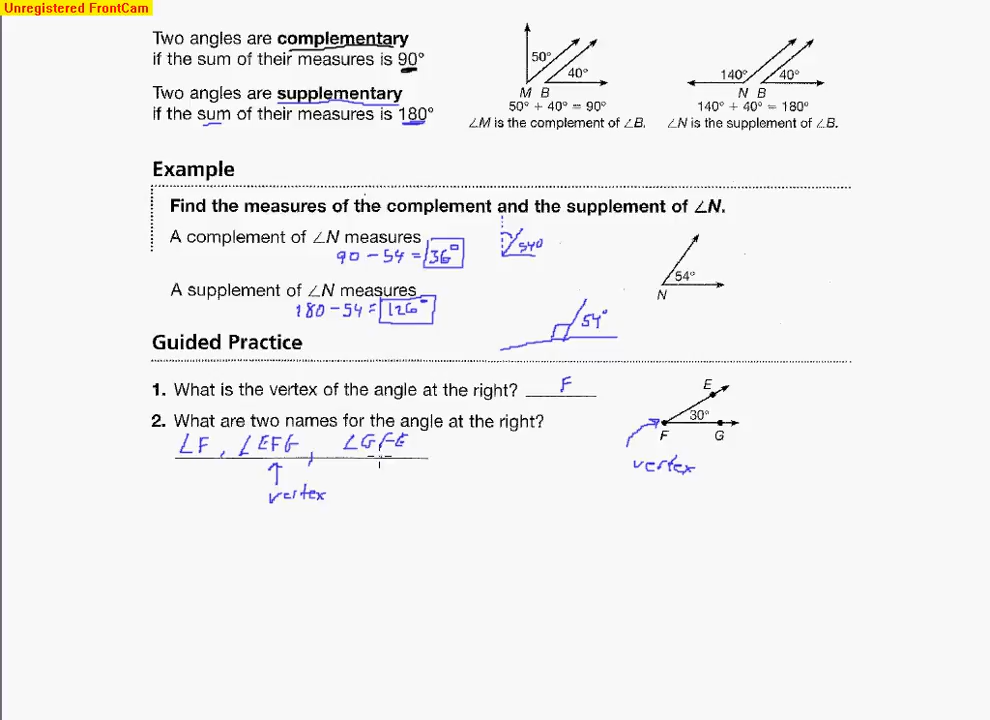 Unregistered FrontCam
Two angles are complementary
if the sum of their measures is 90°
Two angles are supplementary
if the sum of their measures is 180°
50°
40°
M B
50° + 40° = 90°
∠M is the complement of ∠B.
140°
40°
N B
140° + 40° = 180°
∠N is the supplement of ∠B.
Example
Find the measures of the complement and the supplement of ∠N.
A complement of ∠N measures
90 - 54 = 36°
54°
54°
N
A supplement of ∠N measures
180 - 54 = 126°
54°
Guided Practice
1. What is the vertex of the angle at the right? F
2. What are two names for the angle at the right?
∠F, ∠EFG, ∠GFE
vertex
E
30°
F
G
vertex